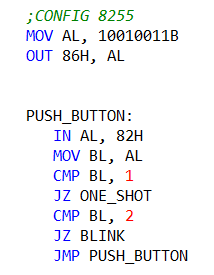 ;CONFIG 8255
MOV AL, 10010011B
OUT 86H, AL
PUSH_BUTTON:
IN AL, 82H
MOV BL, AL
CMP BL, 1
JZ ONE_SHOT
CMP BL, 2
JZ BLINK
JMP PUSH_BUTTON